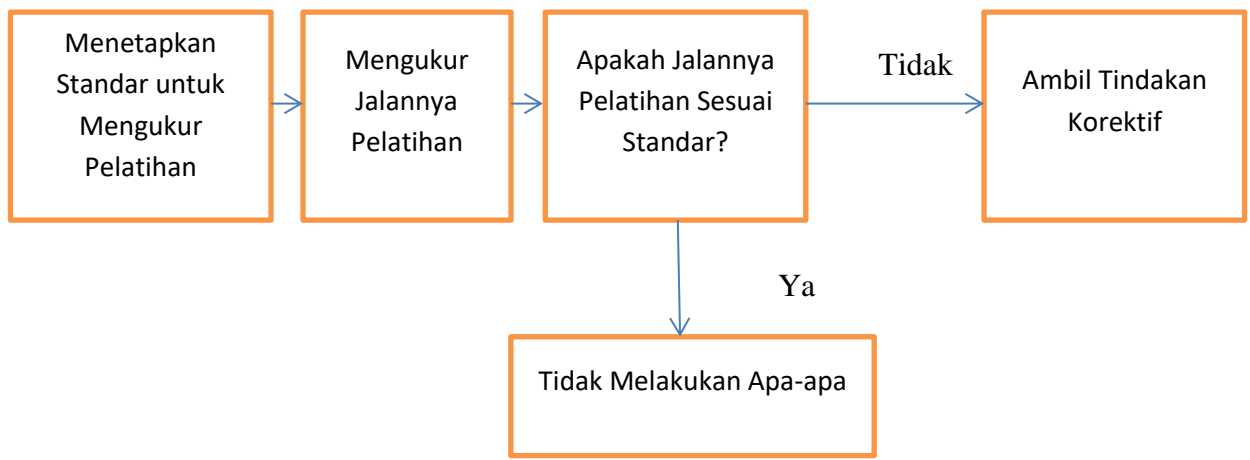 Menetapkan
Standar untuk
Mengukur
Pelatihan
Mengukur
Jalannya
Pelatihan
Apakah Jalannya
Pelatihan Sesuai
Standar?
Tidak
Ambil Tindakan
Korektif
Ya
Tidak Melakukan Apa-apa